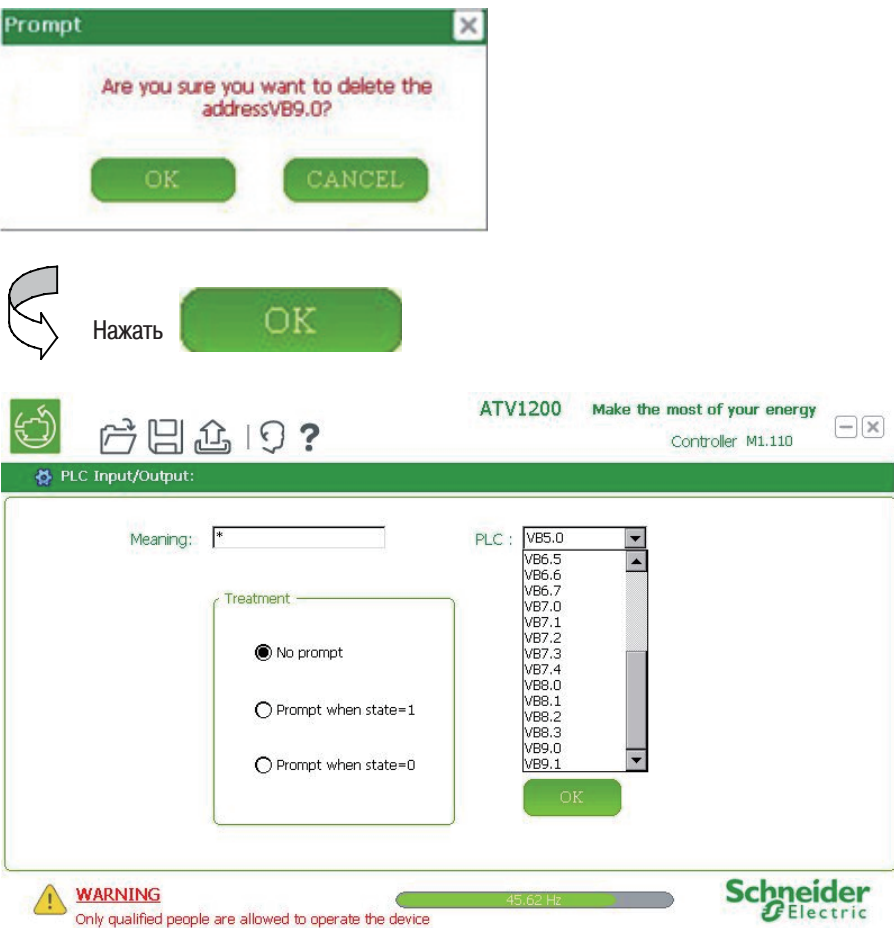 Prompt
Are you sure you want to delete the
addressVB9.0?
OK CANCEL
Нажать OK
ATV1200 Make the most of your energy
Controller M1.110
?
PLC Input/Output:
Meaning: * PLC : VB5.0
VB6.5
VB6.6
VB6.7
VB7.0
VB7.1
VB7.2
VB7.3
VB7.4
VB8.0
VB8.1
VB8.2
VB8.3
VB9.0
VB9.1
Treatment
No prompt
Prompt when state=1
Prompt when state=0
OK
WARNING
Only qualified people are allowed to operate the device
45.62 Hz
Schneider
Electric